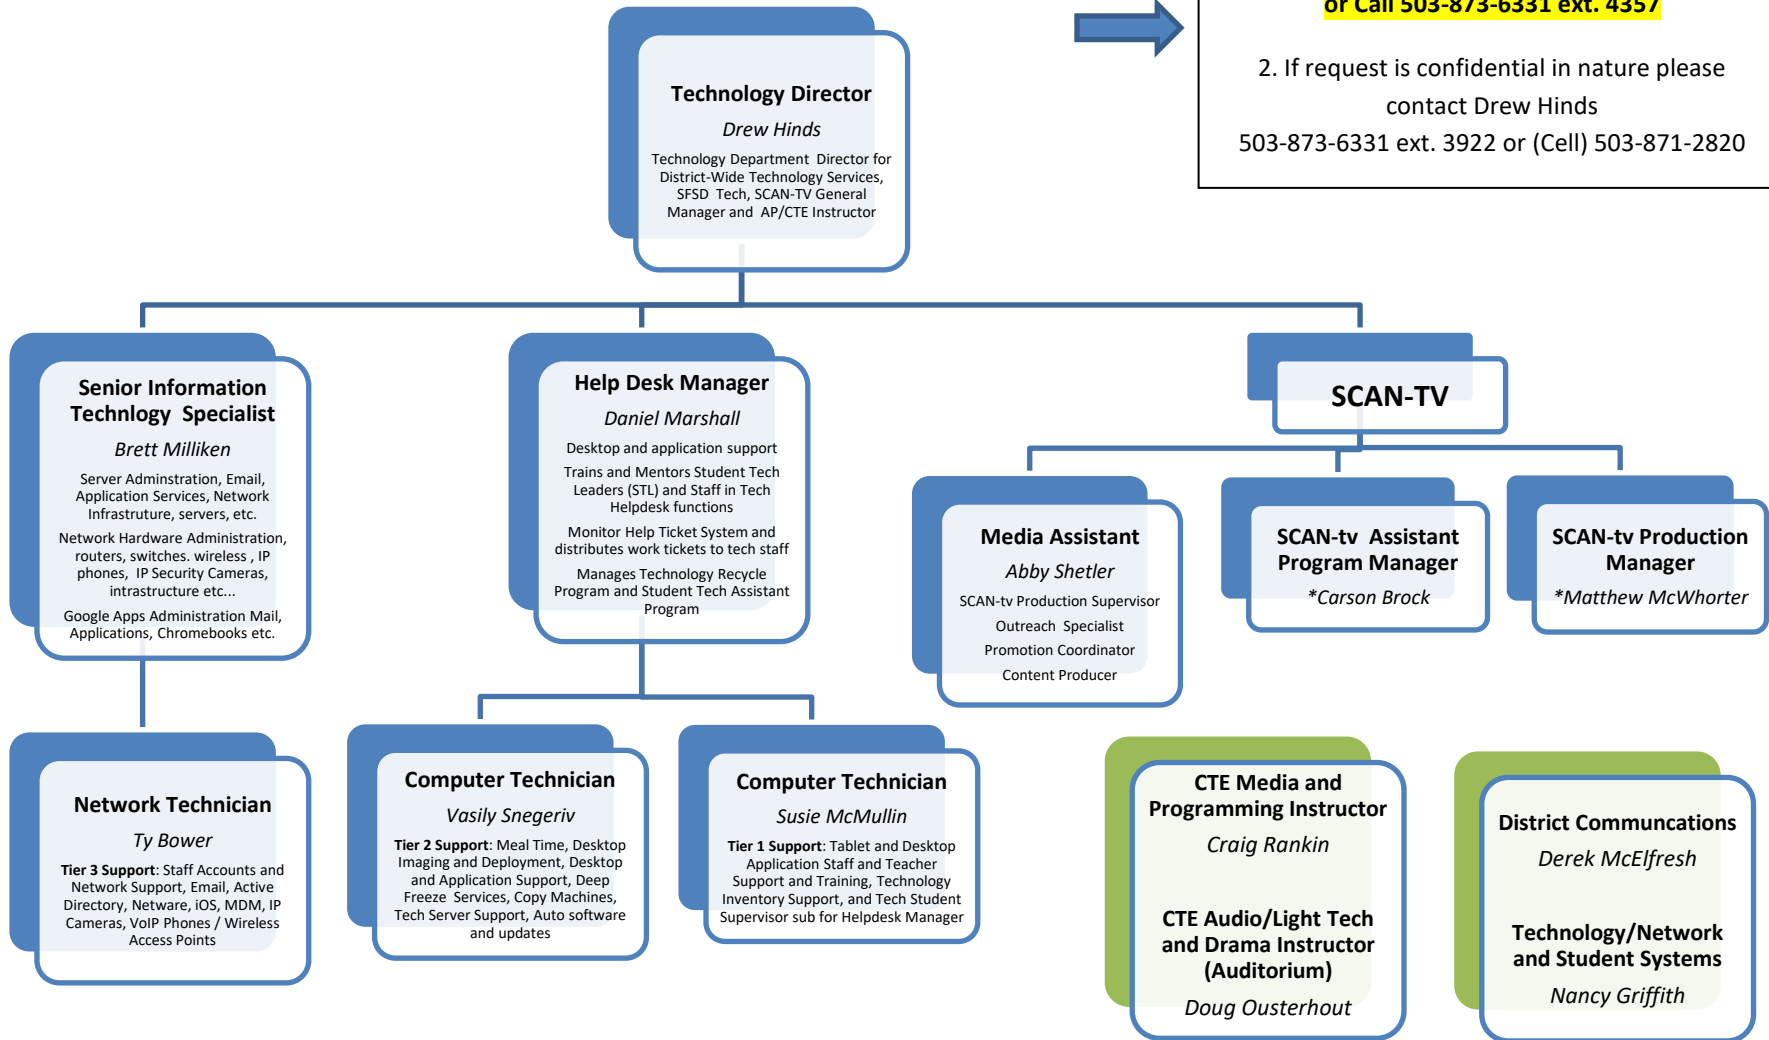 or Call 503-873-6331 ext. 4357
2. If request is confidential in nature please
contact Drew Hinds
503-873-6331 ext. 3922 or (Cell) 503-871-2820
Technology Director
Drew Hinds
Technology Department Director for
District-Wide Technology Services,
SFSD Tech, SCAN-TV General
Manager and AP/CTE Instructor
Senior Information
Technlogy Specialist
Brett Milliken
Server Adminstration, Email,
Application Services, Network
Infrastruture, servers, etc.
Network Hardware Administration,
routers, switches. wireless , IP
phones, IP Security Cameras,
intrastructure etc...
Google Apps Administration Mail,
Applications, Chromebooks etc.
Help Desk Manager
Daniel Marshall
Desktop and application support
Trains and Mentors Student Tech
Leaders (STL) and Staff in Tech
Helpdesk functions
Monitor Help Ticket System and
distributes work tickets to tech staff
Manages Technology Recycle
Program and Student Tech Assistant
Program
SCAN-TV
Media Assistant
Abby Shetler
SCAN-tv Production Supervisor
Outreach Specialist
Promotion Coordinator
Content Producer
SCAN-tv Assistant
Program Manager
*Carson Brock
SCAN-tv Production
Manager
*Matthew McWhorter
Network Technician
Ty Bower
Tier 3 Support: Staff Accounts and
Network Support, Email, Active
Directory, Netware, iOS, MDM, IP
Cameras, VoIP Phones / Wireless
Access Points
Computer Technician
Vasily Snegeriv
Tier 2 Support: Meal Time, Desktop
Imaging and Deployment, Desktop
and Application Support, Deep
Freeze Services, Copy Machines,
Tech Server Support, Auto software
and updates
Computer Technician
Susie McMullin
Tier 1 Support: Tablet and Desktop
Application Staff and Teacher
Support and Training, Technology
Inventory Support, and Tech Student
Supervisor sub for Helpdesk Manager
CTE Media and
Programming Instructor
Craig Rankin
CTE Audio/Light Tech
and Drama Instructor
(Auditorium)
Doug Ousterhout
District Communcations
Derek McElfresh
Technology/Network
and Student Systems
Nancy Griffith